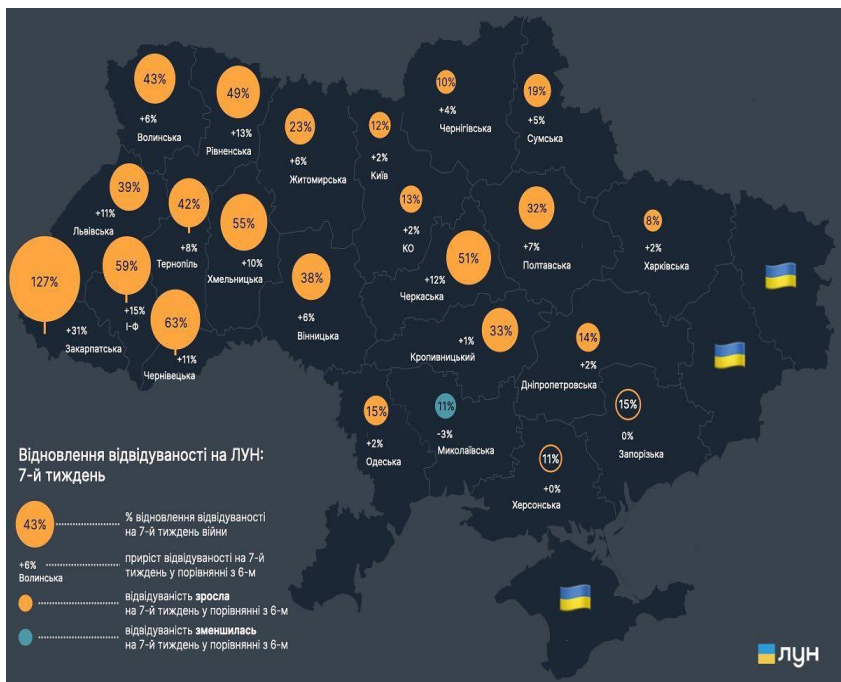 43%
+6%
Волинська
49%
+13%
Рівненська
23%
+6%
Житомирська
12%
+2%
Київ
10%
+4%
Чернігівська
19%
+5%
Сумська
39%
+11%
Львівська
42%
+8%
Тернопіль
55%
+10%
Хмельницька
13%
+2%
КО
32%
+7%
Полтавська
8%
+2%
Харківська
127%
+31%
Закарпатська
59%
+15%
І-Ф
63%
+11%
Чернівецька
38%
+6%
Вінницька
51%
+12%
Черкаська
33%
+1%
Кропивницький
14%
+2%
Дніпропетровська
15%
+2%
Одеська
11%
-3%
Миколаївська
15%
0%
Запорізька
11%
+0%
Херсонська
Відновлення відвідуваності на ЛУН:
7-й тиждень
43%
% відновлення відвідуваності
на 7-й тиждень війни
+6%
Волинська
приріст відвідуваності на 7-й
тиждень у порівнянні з 6-м
відвідуваність зросла
на 7-й тиждень у порівнянні з 6-м
відвідуваність зменшилась
на 7-й тиждень у порівнянні з 6-м
лун